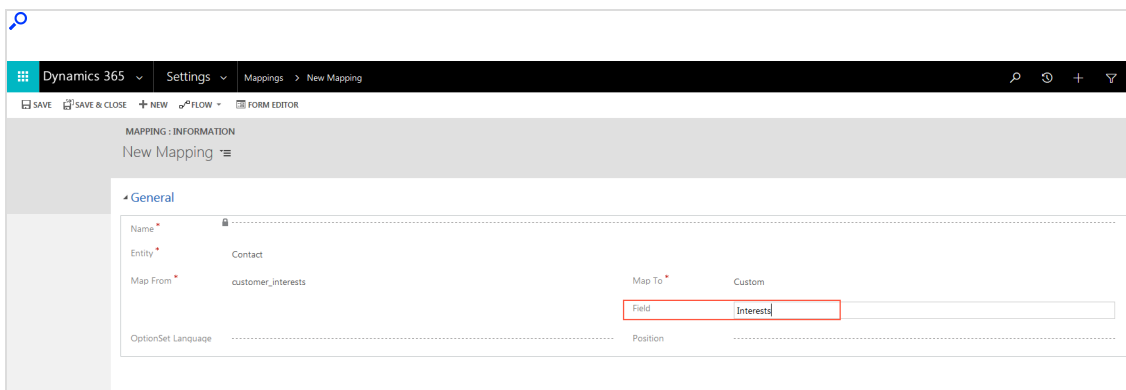 Dynamics 365 Settings Mappings > New Mapping
SAVE SAVE & CLOSE + NEW FLOW FORM EDITOR
MAPPING : INFORMATION
New Mapping
General
Name *
Entity * Contact
Map From * customer_interests Map To * Custom
Field Interests
OptionSet Language Position